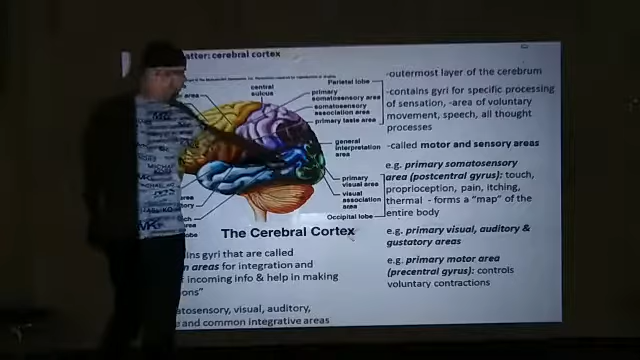 atter: cerebral cortex
Parietal lobe
central
sulcus
area
primary
somatosensory area
somatosensory
association area
primary taste area
general
interpretation
area
primary
visual area
visual
association
area
Occipital lobe
The Cerebral Cortex
ins gyri that are called
n areas for integration and
incoming info & help in making
ons"
atosensory, visual, auditory,
and common integrative areas
-outermost layer of the cerebrum
-contains gyri for specific processing
of sensation, -area of voluntary
movement, speech, all thought
processes
-called motor and sensory areas
e.g. primary somatosensory
area (postcentral gyrus): touch,
proprioception, pain, itching,
thermal - forms a “map” of the
entire body
e.g. primary visual, auditory &
gustatory areas
e.g. primary motor area
(precentral gyrus): controls
voluntary contractions